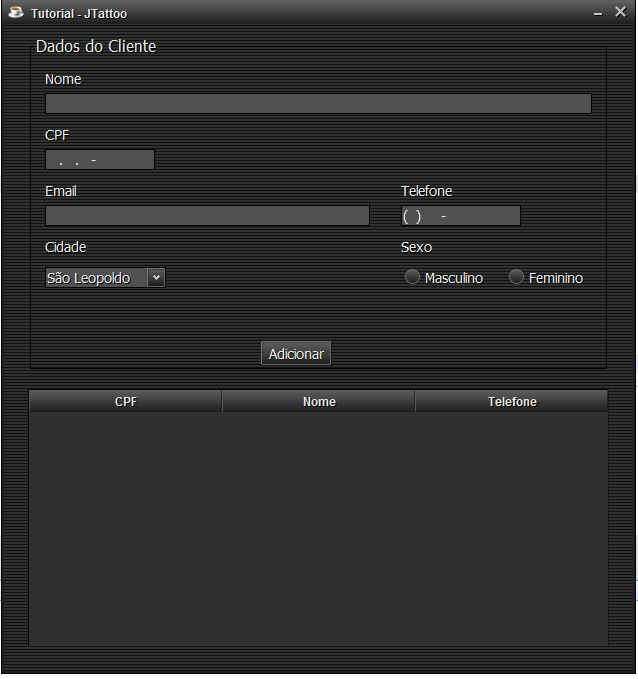 Tutorial - JTattoo
Dados do Cliente
Nome
CPF
. . -
Email Telefone
( ) -
Cidade Sexo
São Leopoldo Masculino Feminino
Adicionar
CPF Nome Telefone